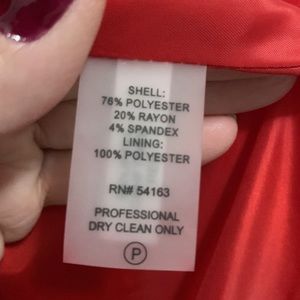 SHELL:
76% POLYESTER
20% RAYON
4% SPANDEX
LINING:
100% POLYESTER
RN# 54163
PROFESSIONAL
DRY CLEAN ONLY
P